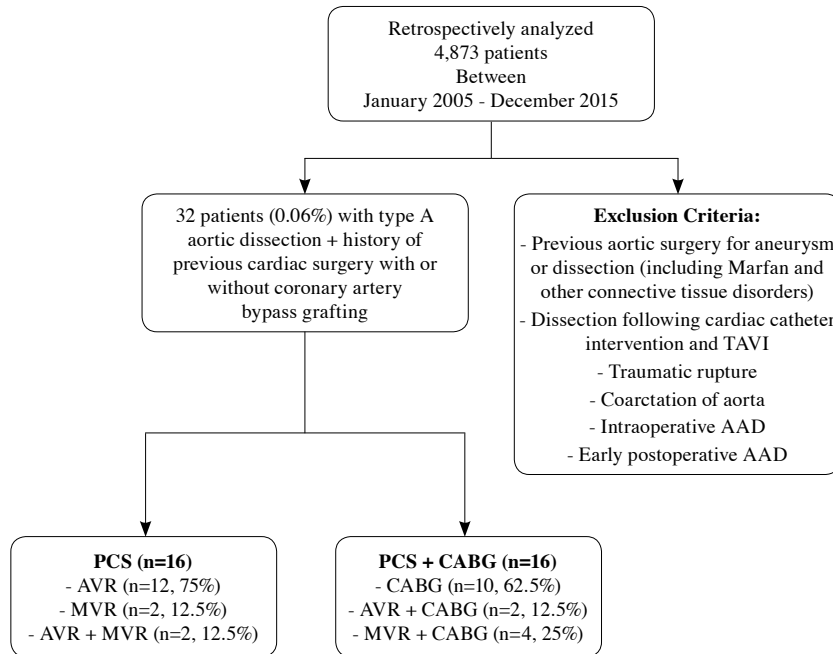 Retrospectively analyzed
4,873 patients
Between
January 2005 - December 2015
32 patients (0.06%) with type A
aortic dissection + history of
previous cardiac surgery with or
without coronary artery
bypass grafting
Exclusion Criteria:
- Previous aortic surgery for aneurysm
or dissection (including Marfan and
other connective tissue disorders)
- Dissection following cardiac catheter
intervention and TAVI
- Traumatic rupture
- Coarctation of aorta
- Intraoperative AAD
- Early postoperative AAD
PCS (n=16)
- AVR (n=12, 75%)
- MVR (n=2, 12.5%)
- AVR + MVR (n=2, 12.5%)
PCS + CABG (n=16)
- CABG (n=10, 62.5%)
- AVR + CABG (n=2, 12.5%)
- MVR + CABG (n=4, 25%)